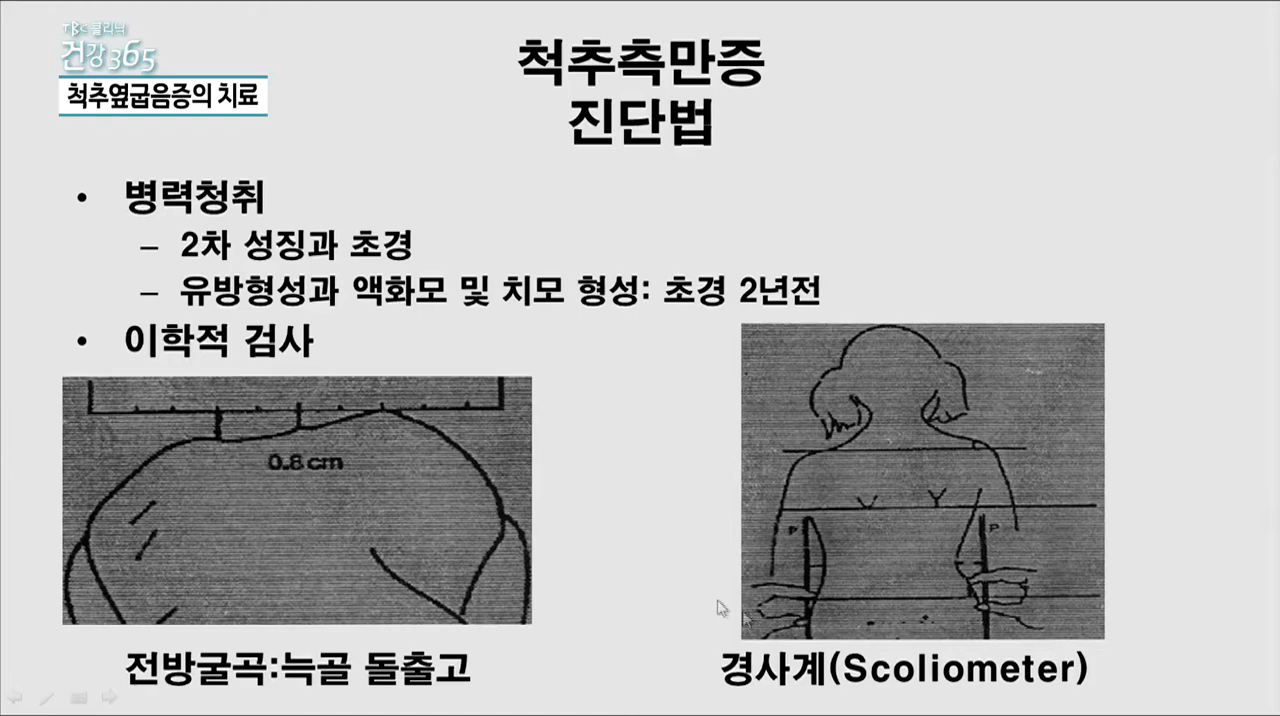 TBC 클리닉
건강365
척추옆굽음증의 치료
척추측만증
진단법
• 병력청취
– 2차 성징과 초경
– 유방형성과 액화모 및 치모 형성: 초경 2년전
• 이학적 검사
0.8cm
P P
전방굴곡:늑골 돌출고
경사계(Scoliometer)